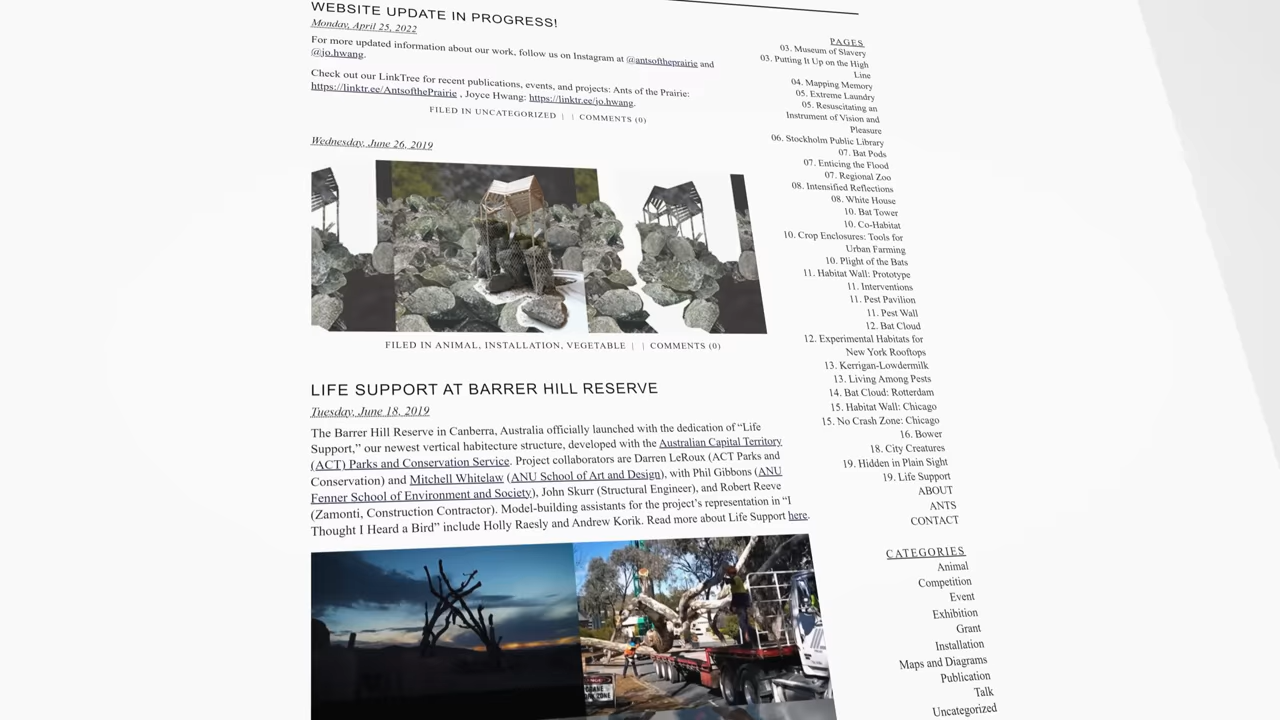 WEBSITE UPDATE IN PROGRESS!
Monday, April 25, 2022
For more updated information about our work, follow us on Instagram at @antsoftheprairie and
@jo.hwang.
Check out our LinkTree for recent publications, events, and projects: Ants of the Prairie:
https://linktr.ee/AntsofthePrairie , Joyce Hwang: https://linktr.ee/jo.hwang.
FILED IN UNCATEGORIZED | | COMMENTS (0)
Wednesday, June 26, 2019
FILED IN ANIMAL, INSTALLATION, VEGETABLE | | COMMENTS (0)
LIFE SUPPORT AT BARRER HILL RESERVE
Tuesday, June 18, 2019
The Barrer Hill Reserve in Canberra, Australia officially launched with the dedication of “Life
Support,” our newest vertical habitecture structure, developed with the Australian Capital Territory
(ACT) Parks and Conservation Service. Project collaborators are Darren LeRoux (ACT Parks and
Conservation) and Mitchell Whitelaw (ANU School of Art and Design), with Phil Gibbons (ANU
Fenner School of Environment and Society), John Skurr (Structural Engineer), and Robert Reeve
(Zamonti, Construction Contractor). Model-building assistants for the project’s representation in “I
Thought I Heard a Bird” include Holly Raesly and Andrew Korik. Read more about Life Support here.
PAGES
03. Museum of Slavery
03. Putting It Up on the High
Line
04. Mapping Memory
05. Extreme Laundry
05. Resuscitating an
Instrument of Vision and
Pleasure
06. Stockholm Public Library
07. Bat Pods
07. Enticing the Flood
07. Regional Zoo
08. Intensified Reflections
08. White House
10. Bat Tower
10. Co-Habitat
10. Crop Enclosures: Tools for
Urban Farming
10. Plight of the Bats
11. Habitat Wall: Prototype
11. Interventions
11. Pest Pavilion
11. Pest Wall
12. Bat Cloud
12. Experimental Habitats for
New York Rooftops
13. Kerrigan-Lowdermilk
13. Living Among Pests
14. Bat Cloud: Rotterdam
15. Habitat Wall: Chicago
15. No Crash Zone: Chicago
16. Bower
18. City Creatures
19. Hidden in Plain Sight
19. Life Support
ABOUT
ANTS
CONTACT
CATEGORIES
Animal
Competition
Event
Exhibition
Grant
Installation
Maps and Diagrams
Publication
Talk
Uncategorized